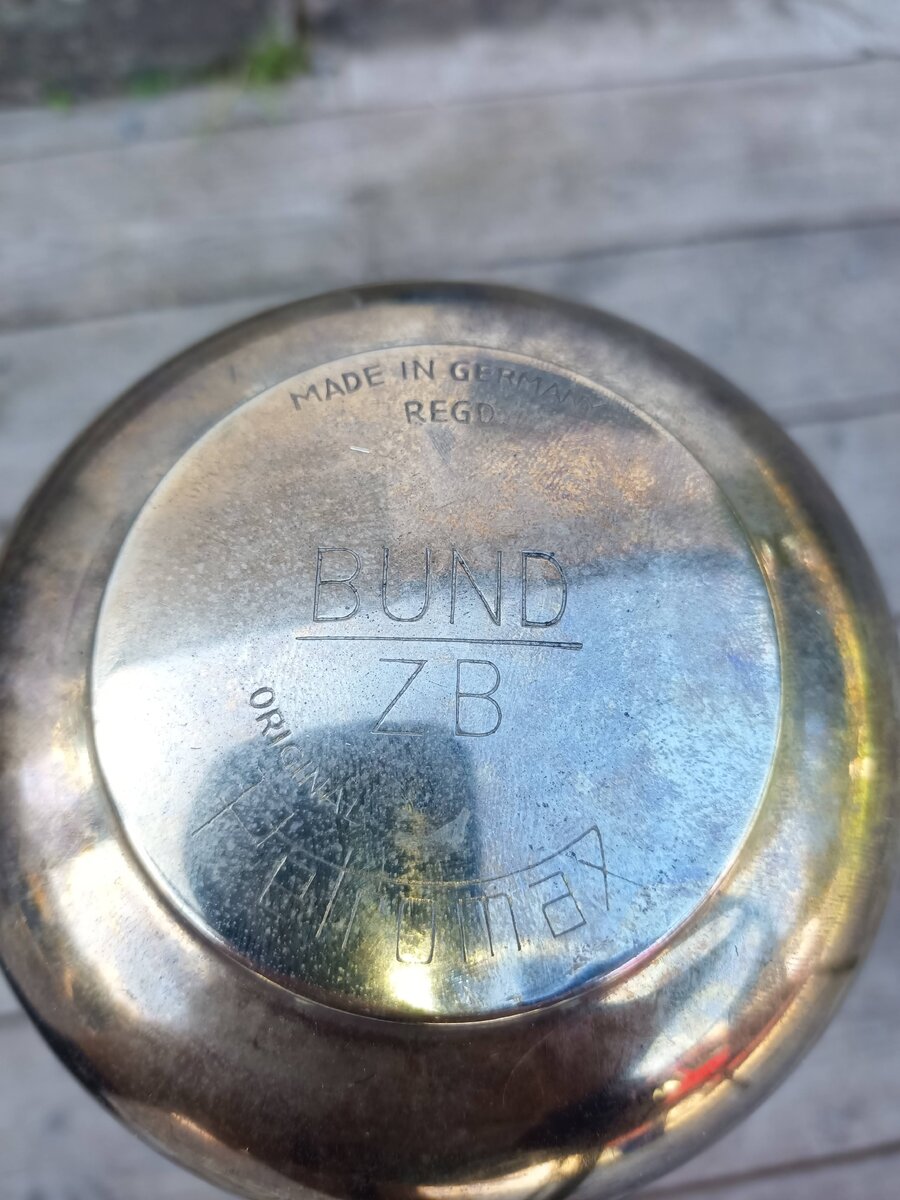 MADE IN GERMANY
REGD
BUND
ZB
ORIGINAL
Petromax